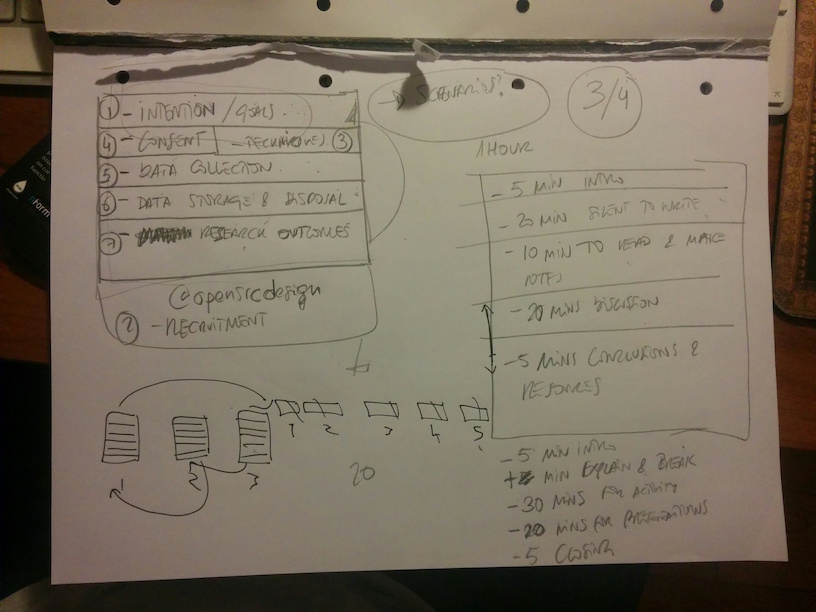 ① - INTENTION / GOALS
④ - CONSENT - TECHNIQUES ③
⑤ - DATA COLLECTION
⑥ - DATA STORAGE & DISPOSAL
⑦ - RESEARCH OUTCOMES
@opensrcdesign
② - RECRUITMENT
→ SCENARIOS?
3/4
1 HOUR
- 5 MIN INTRO
- 20 MIN SILENT TO WRITE
- 10 MIN TO READ & MAKE
NOTES
- 20 MINS DISCUSSION
- 5 MINS CONCLUSIONS &
RESOURCES
1 2 3
1 2 3 4 5
20
- 5 MIN INTRO
MIN EXPLAIN & BREAK
- 30 MINS FOR ACTIVITY
- 20 MINS FOR PRESENTATIONS
- 5 CLOSING
form